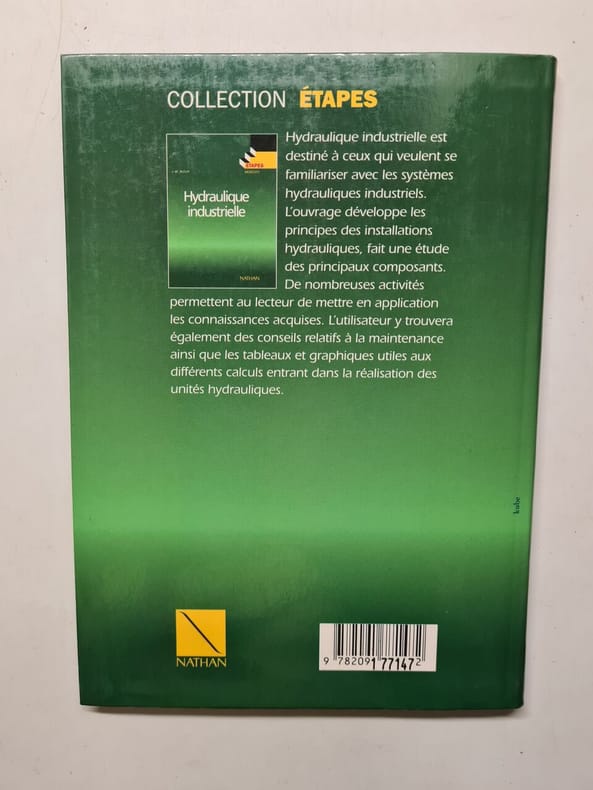 COLLECTION ÉTAPES
ÉTAPES
Hydraulique
industrielle
NATHAN
Hydraulique industrielle est
destiné à ceux qui veulent se
familiariser avec les systèmes
hydrauliques industriels.
L'ouvrage développe les
principes des installations
hydrauliques, fait une étude
des principaux composants.
De nombreuses activités
permettent au lecteur de mettre en application
les connaissances acquises. L'utilisateur y trouvera
également des conseils relatifs à la maintenance
ainsi que les tableaux et graphiques utiles aux
différents calculs entrant dans la réalisation des
unités hydrauliques.
kube
NATHAN
9 782091 771472